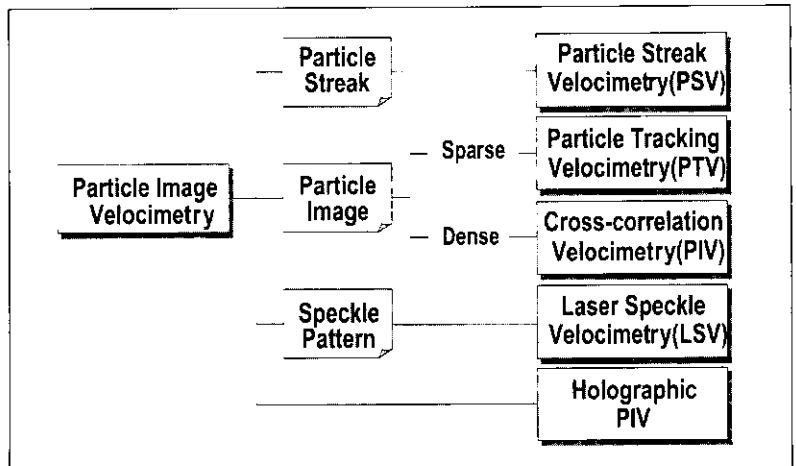 Particle
Streak
Particle Streak
Velocimetry(PSV)
Sparse
Particle Tracking
Velocimetry(PTV)
Particle Image
Velocimetry
Particle
Image
Dense
Cross-correlation
Velocimetry(PIV)
Speckle
Pattern
Laser Speckle
Velocimetry(LSV)
Holographic
PIV